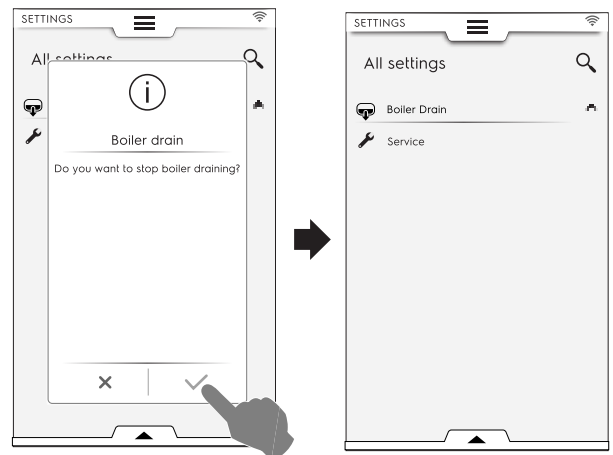 SETTINGS
All settings
Boiler drain
Do you want to stop boiler draining?
SETTINGS
All settings
Boiler Drain
Service